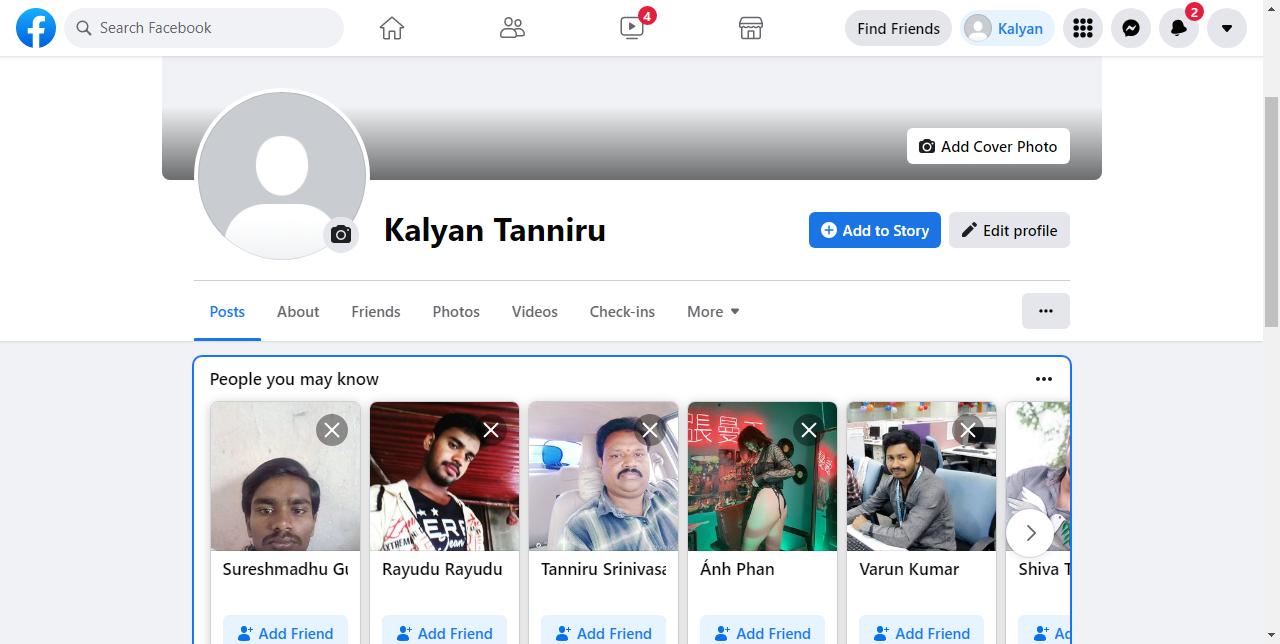 Search Facebook
4
Find Friends
Kalyan
2
Add Cover Photo
Kalyan Tanniru
Add to Story
Edit profile
Posts
About
Friends
Photos
Videos
Check-ins
More
People you may know
Sureshmadhu Gu
Rayudu Rayudu
Tanniru Srinivasa
Ánh Phan
Varun Kumar
Shiva T
Add Friend
Add Friend
Add Friend
Add Friend
Add Friend